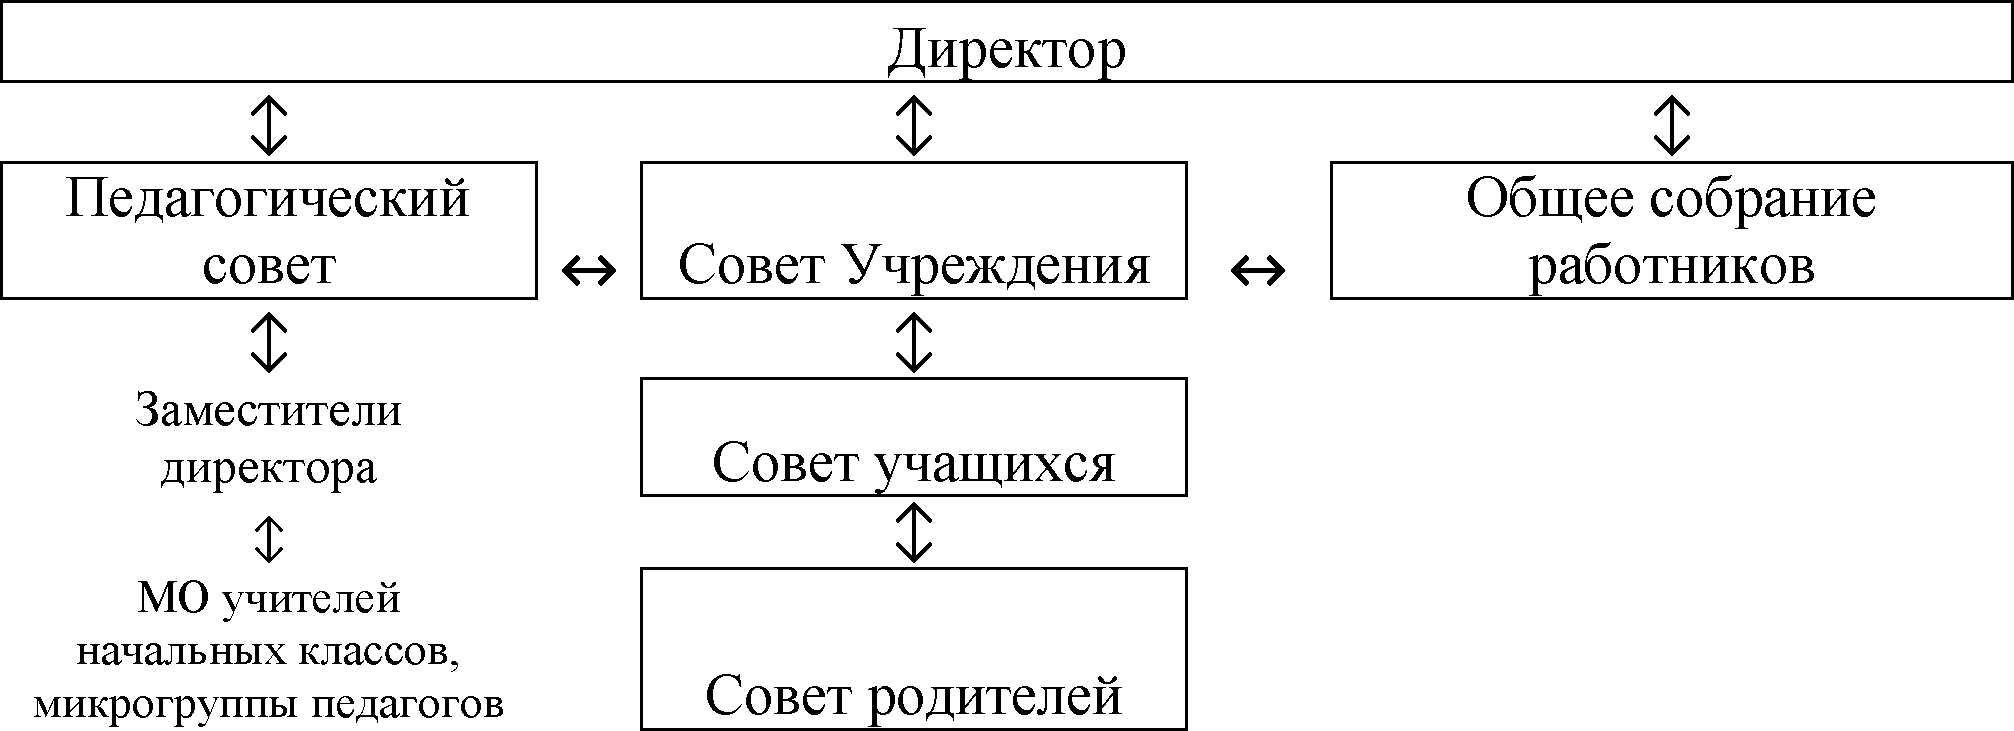 Директор
Педагогический
совет
Совет Учреждения
Общее собрание
работников
Заместители
директора
Совет учащихся
МО учителей
начальных классов,
микрогруппы педагогов
Совет родителей